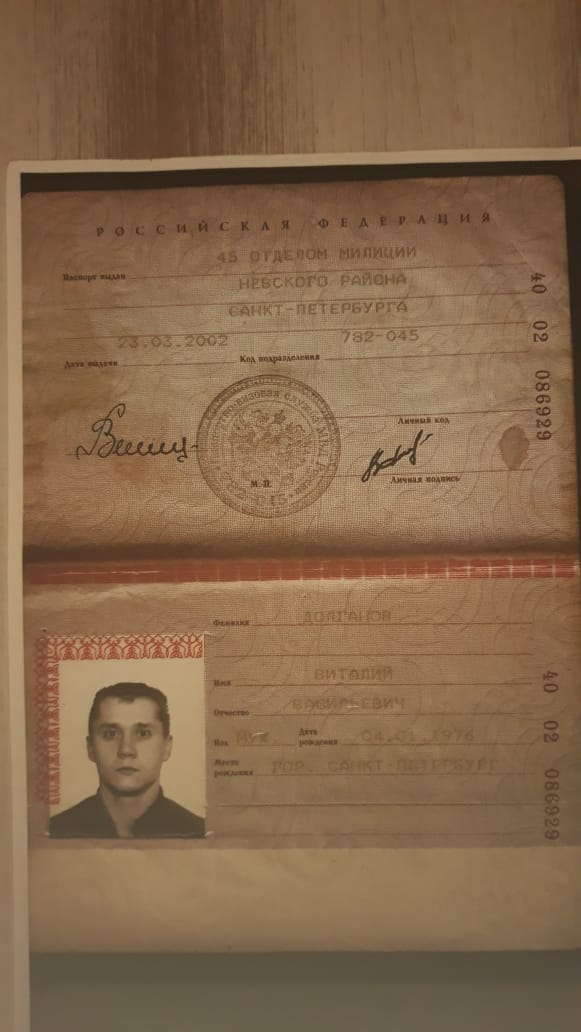 РОССИЙСКАЯ ФЕДЕРАЦИЯ
45 ОТДЕЛОМ МИЛИЦИИ
Паспорт выдан
НЕВСКОГО РАЙОНА
САНКТ-ПЕТЕРБУРГА
23.03.2002 782-045
Дата выдачи Код подразделения
Личный код
М.П.
Личная подпись
40 02 086929
Фамилия ДОЛГАНОВ
Имя ВИТАЛИЙ
Отчество ВАСИЛЬЕВИЧ
Пол МУЖ. Дата рождения 04.01.1976
Место рождения ГОР. САНКТ-ПЕТЕРБУРГ
40 02 086929